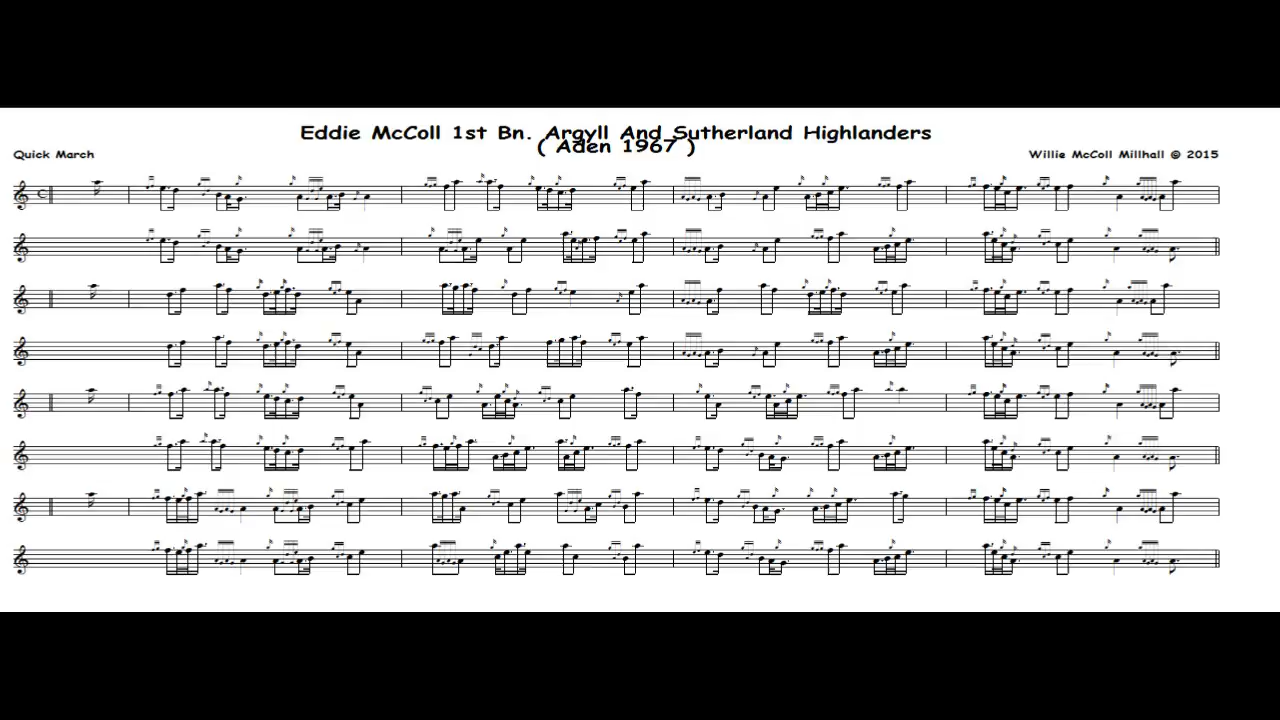 Eddie McColl 1st Bn. Argyll And Sutherland Highlanders
( Aden 1967 )
Quick March
Willie McColl Millhall © 2015